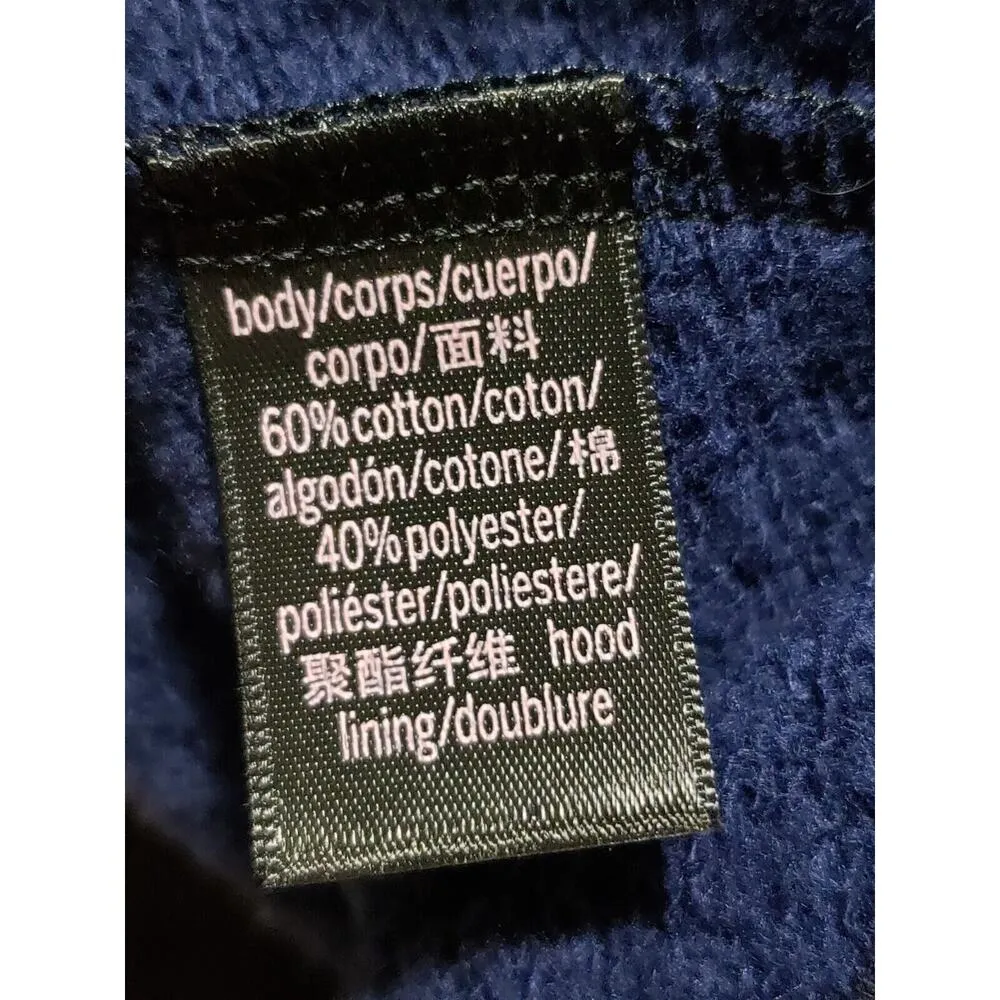 body/corps/cuerpo/
corpo/面料
60%cotton/coton/
algodón/cotone/棉
40%polyester/
poliéster/poliestere/
聚酯纤维 hood
lining/doublure